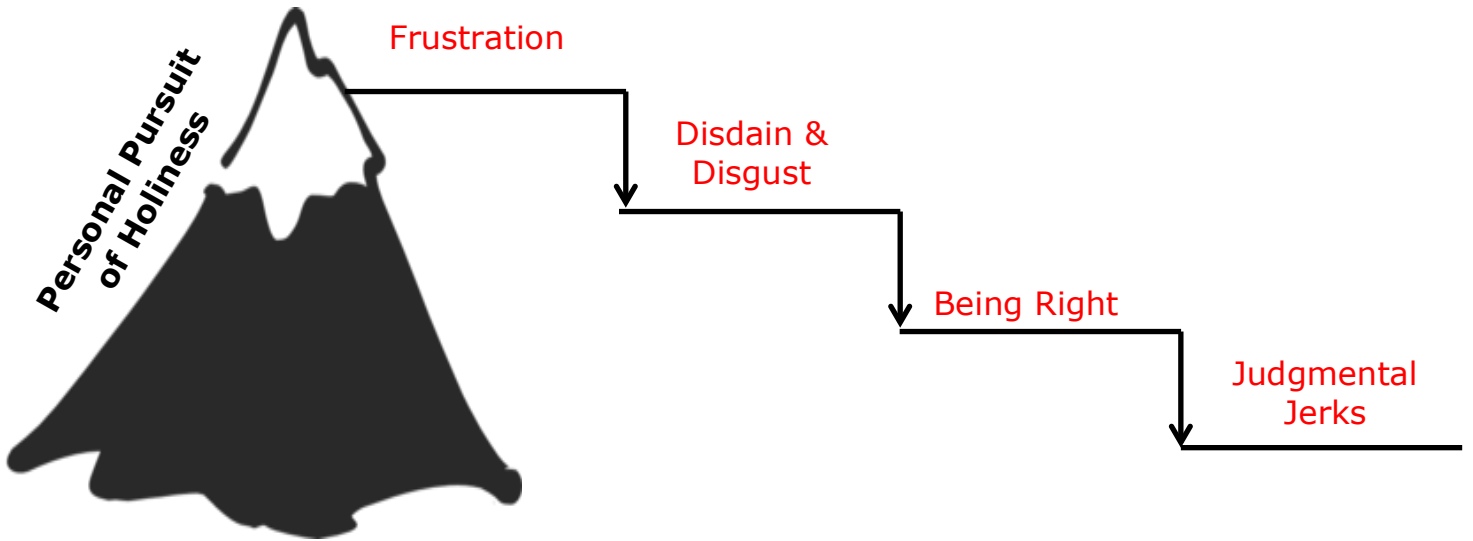 Personal Pursuit
of Holiness
Frustration
Disdain &
Disgust
Being Right
Judgmental
Jerks